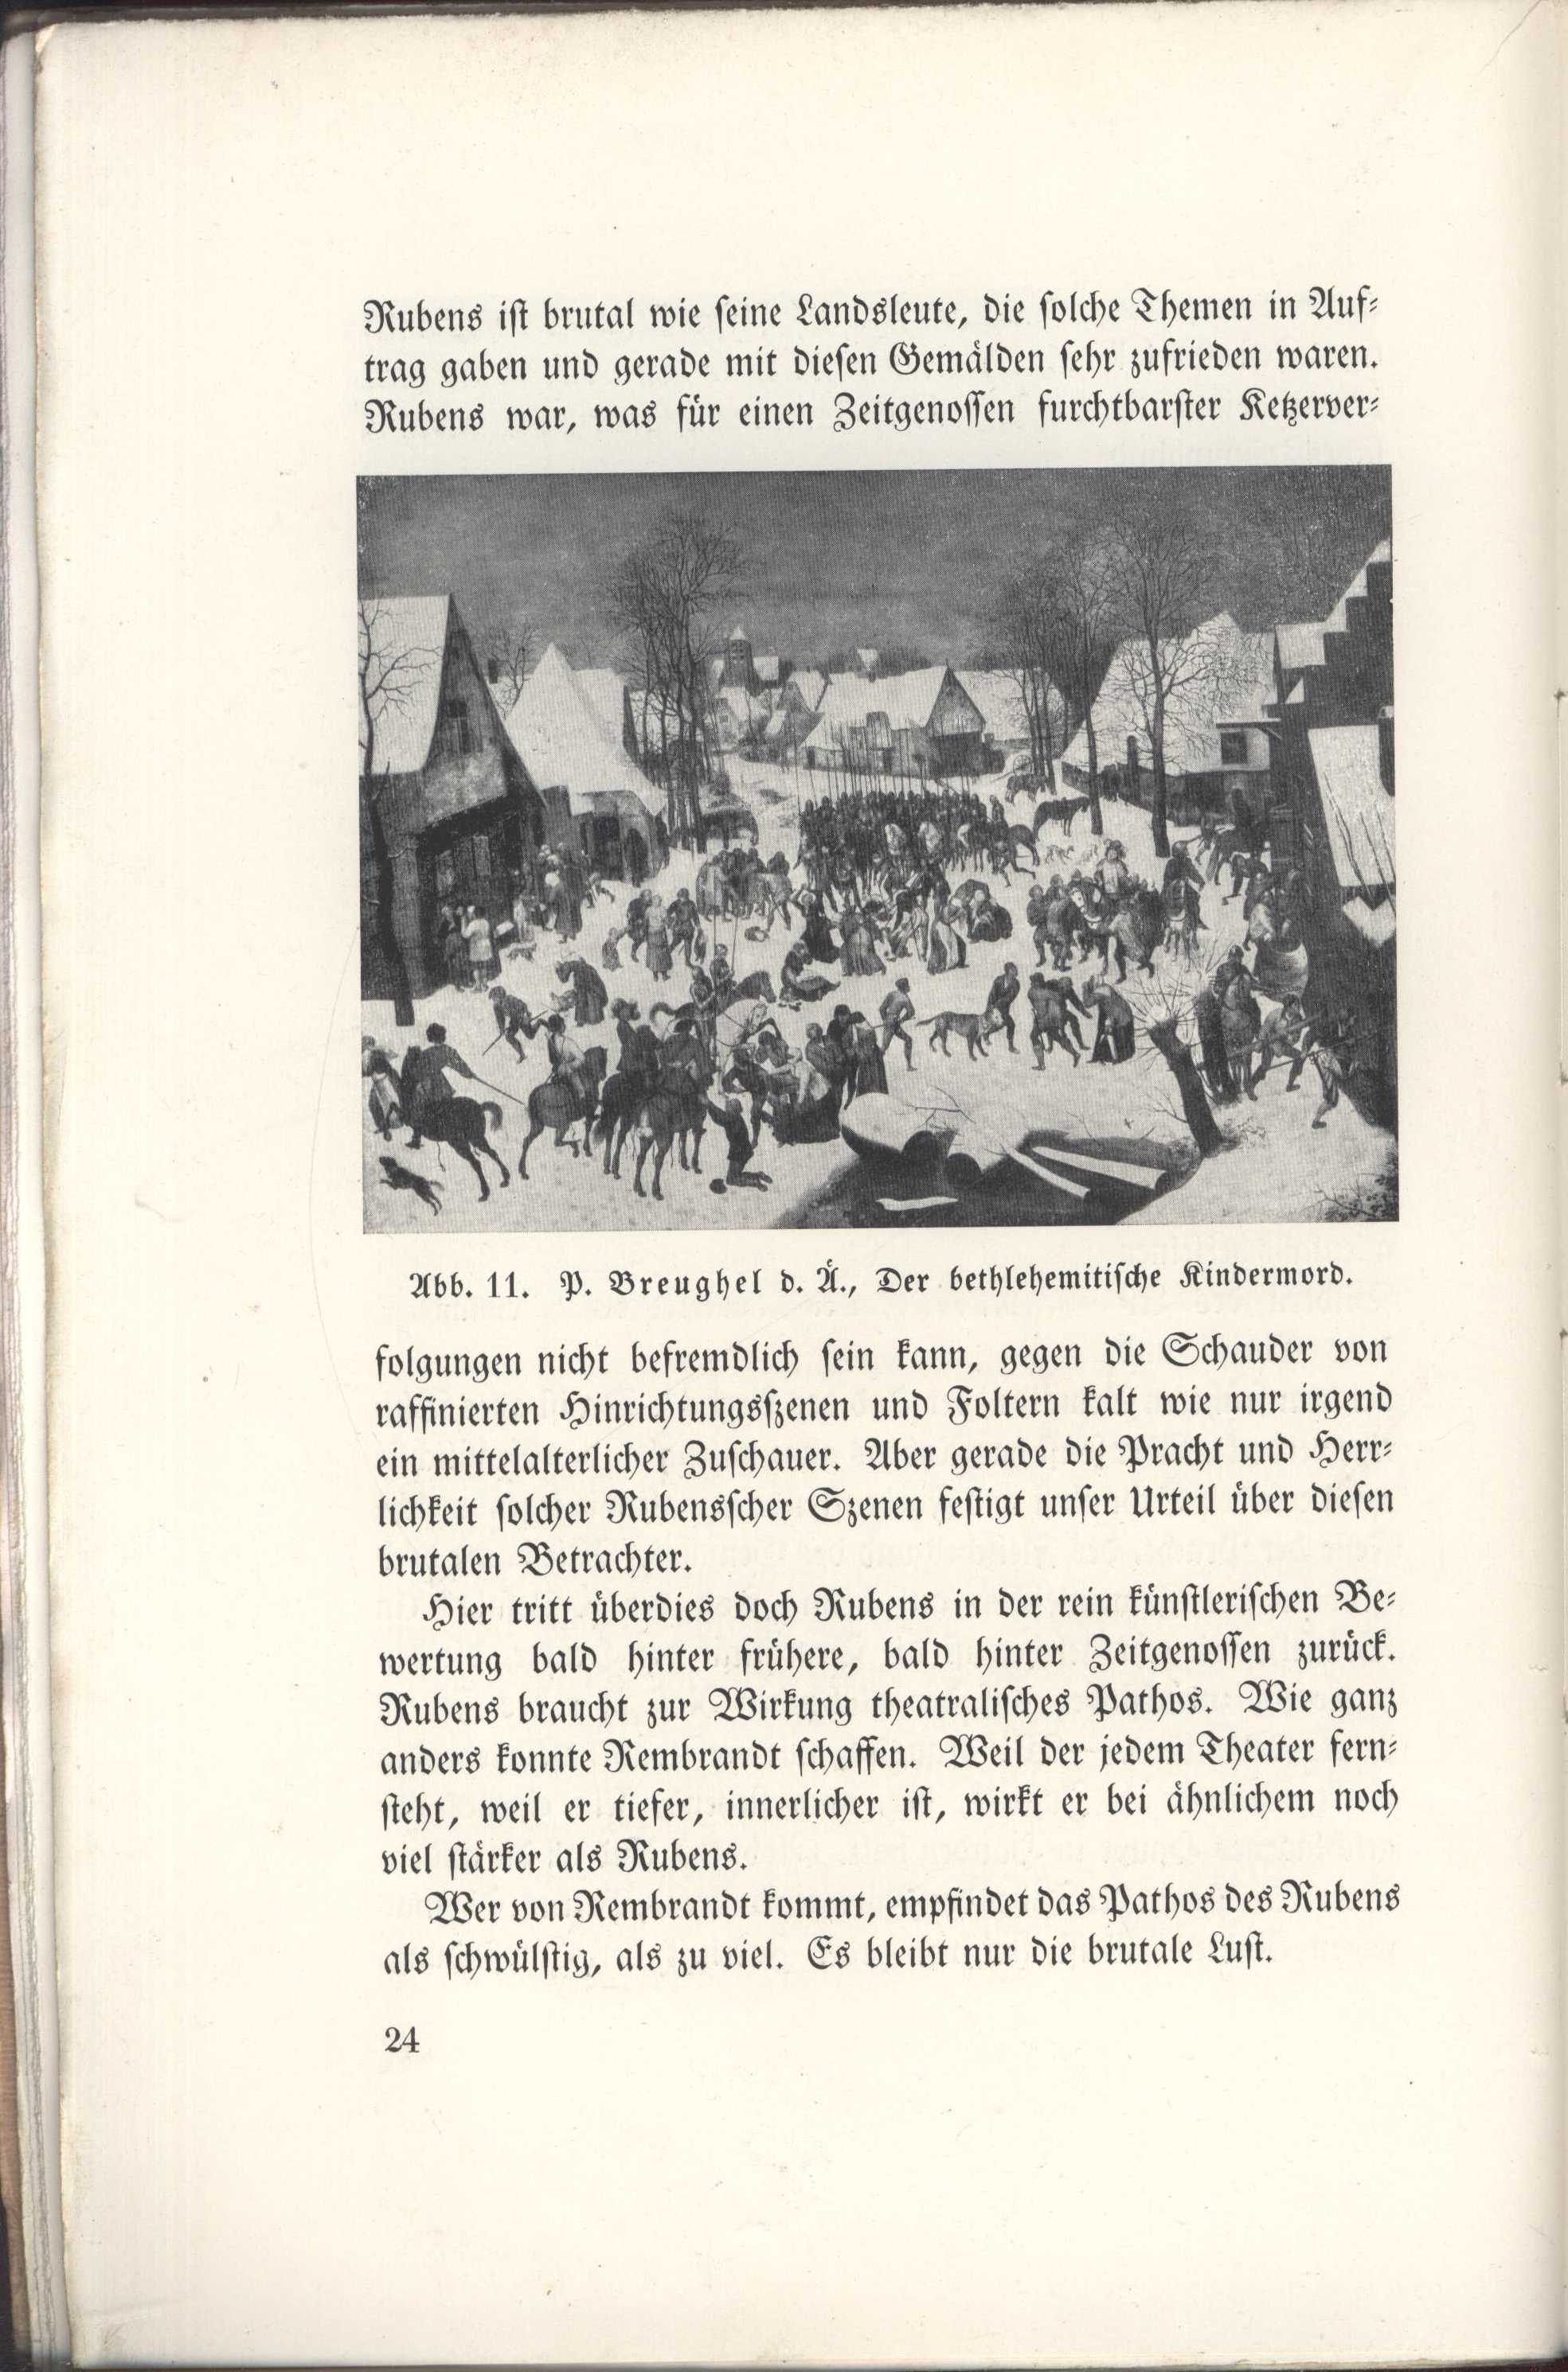 Rubens ist brutal wie seine Landsleute, die solche Themen in Auf-
trag gaben und gerade mit diesen Gemälden sehr zufrieden waren.
Rubens war, was für einen Zeitgenossen furchtbarster Ketzerver-
Abb. 11. P. Breughel d. Ä., Der bethlehemitische Kindermord.
folgungen nicht befremdlich sein kann, gegen die Schauder von
raffinierten Hinrichtungsszenen und Foltern kalt wie nur irgend
ein mittelalterlicher Zuschauer. Aber gerade die Pracht und Herr-
lichkeit solcher Rubensscher Szenen festigt unser Urteil über diesen
brutalen Betrachter.
Hier tritt überdies doch Rubens in der rein künstlerischen Be-
wertung bald hinter frühere, bald hinter Zeitgenossen zurück.
Rubens braucht zur Wirkung theatralisches Pathos. Wie ganz
anders konnte Rembrandt schaffen. Weil der jedem Theater fern-
steht, weil er tiefer, innerlicher ist, wirkt er bei ähnlichem noch
viel stärker als Rubens.
Wer von Rembrandt kommt, empfindet das Pathos des Rubens
als schwülstig, als zu viel. Es bleibt nur die brutale Lust.
24